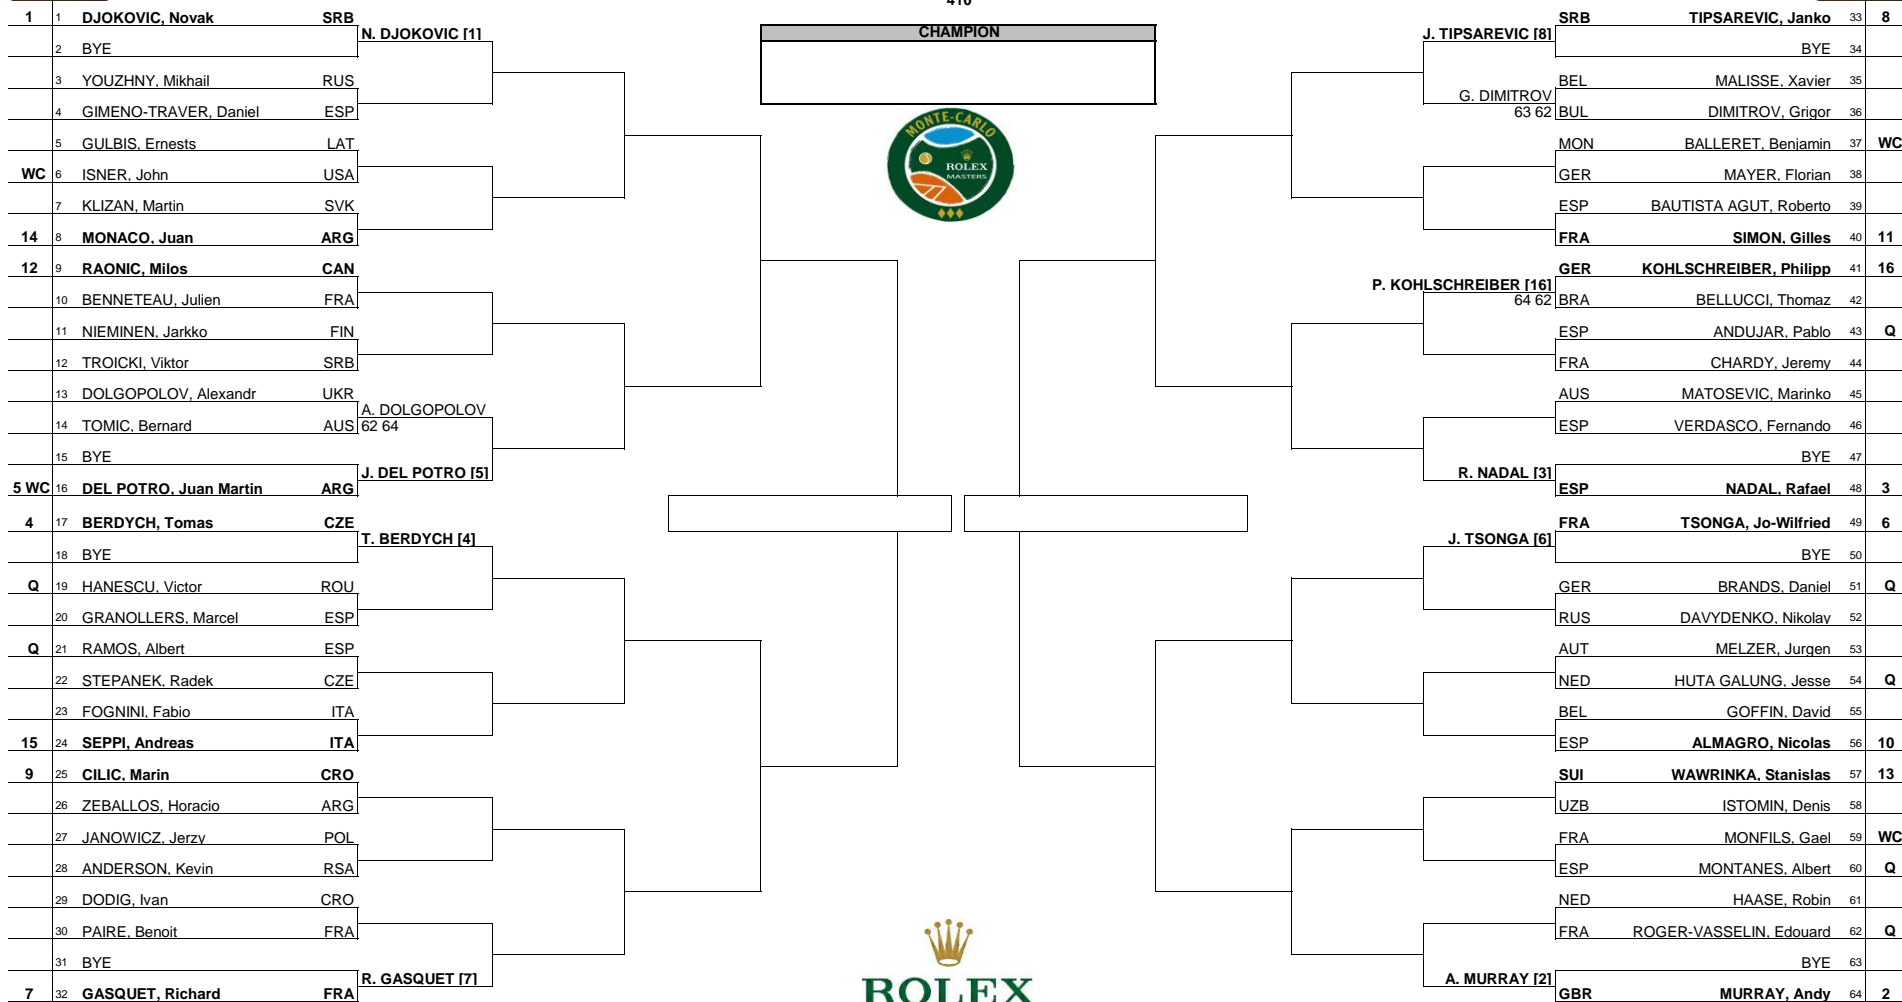 410
CHAMPION
1 1 DJOKOVIC, Novak SRB
N. DJOKOVIC [1]
2 BYE
3 YOUZHNY, Mikhail RUS
4 GIMENO-TRAVER, Daniel ESP
5 GULBIS, Ernests LAT
WC 6 ISNER, John USA
7 KLIZAN, Martin SVK
14 8 MONACO, Juan ARG
12 9 RAONIC, Milos CAN
10 BENNETEAU, Julien FRA
11 NIEMINEN, Jarkko FIN
12 TROICKI, Viktor SRB
13 DOLGOPOLOV, Alexandr UKR
A. DOLGOPOLOV
14 TOMIC, Bernard AUS 62 64
15 BYE
J. DEL POTRO [5]
5 WC 16 DEL POTRO, Juan Martin ARG
4 17 BERDYCH, Tomas CZE
T. BERDYCH [4]
18 BYE
Q 19 HANESCU, Victor ROU
20 GRANOLLERS, Marcel ESP
Q 21 RAMOS, Albert ESP
22 STEPANEK, Radek CZE
23 FOGNINI, Fabio ITA
15 24 SEPPI, Andreas ITA
9 25 CILIC, Marin CRO
26 ZEBALLOS, Horacio ARG
27 JANOWICZ, Jerzy POL
28 ANDERSON, Kevin RSA
29 DODIG, Ivan CRO
30 PAIRE, Benoit FRA
31 BYE
R. GASQUET [7]
7 32 GASQUET, Richard FRA
MONTE-CARLO
ROLEX
MASTERS
ROLEX
SRB TIPSAREVIC, Janko 33 8
J. TIPSAREVIC [8]
BYE 34
BEL MALISSE, Xavier 35
G. DIMITROV
63 62 BUL DIMITROV, Grigor 36
MON BALLERET, Benjamin 37 WC
GER MAYER, Florian 38
ESP BAUTISTA AGUT, Roberto 39
FRA SIMON, Gilles 40 11
GER KOHLSCHREIBER, Philipp 41 16
P. KOHLSCHREIBER [16]
64 62 BRA BELLUCCI, Thomaz 42
ESP ANDUJAR, Pablo 43 Q
FRA CHARDY, Jeremy 44
AUS MATOSEVIC, Marinko 45
ESP VERDASCO, Fernando 46
BYE 47
R. NADAL [3]
ESP NADAL, Rafael 48 3
FRA TSONGA, Jo-Wilfried 49 6
J. TSONGA [6]
BYE 50
GER BRANDS, Daniel 51 Q
RUS DAVYDENKO, Nikolay 52
AUT MELZER, Jurgen 53
NED HUTA GALUNG, Jesse 54 Q
BEL GOFFIN, David 55
ESP ALMAGRO, Nicolas 56 10
SUI WAWRINKA, Stanislas 57 13
UZB ISTOMIN, Denis 58
FRA MONFILS, Gael 59 WC
ESP MONTANES, Albert 60 Q
NED HAASE, Robin 61
FRA ROGER-VASSELIN, Edouard 62 Q
BYE 63
A. MURRAY [2]
GBR MURRAY, Andy 64 2